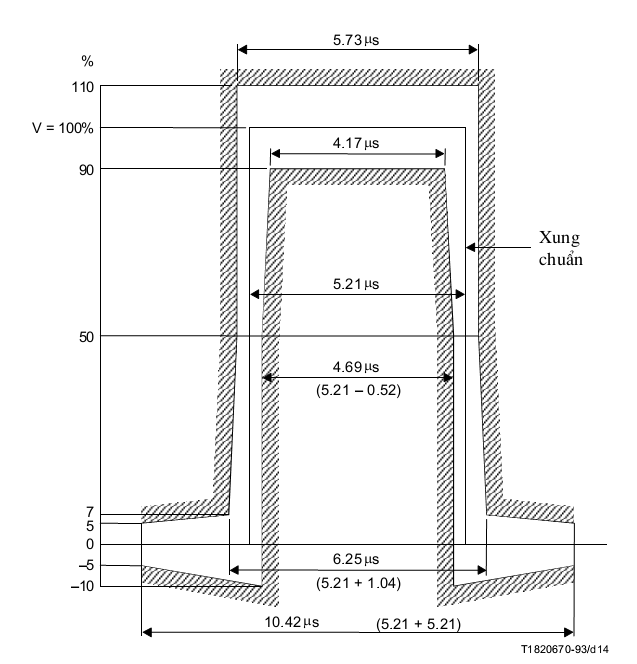 5.73 µs
%
110
V = 100%
4.17 µs
90
Xung
chuẩn
5.21 µs
50
4.69 µs
(5.21 – 0.52)
7
5
0
–5
6.25 µs
–10
(5.21 + 1.04)
10.42 µs (5.21 + 5.21)
T1820670-93/d14